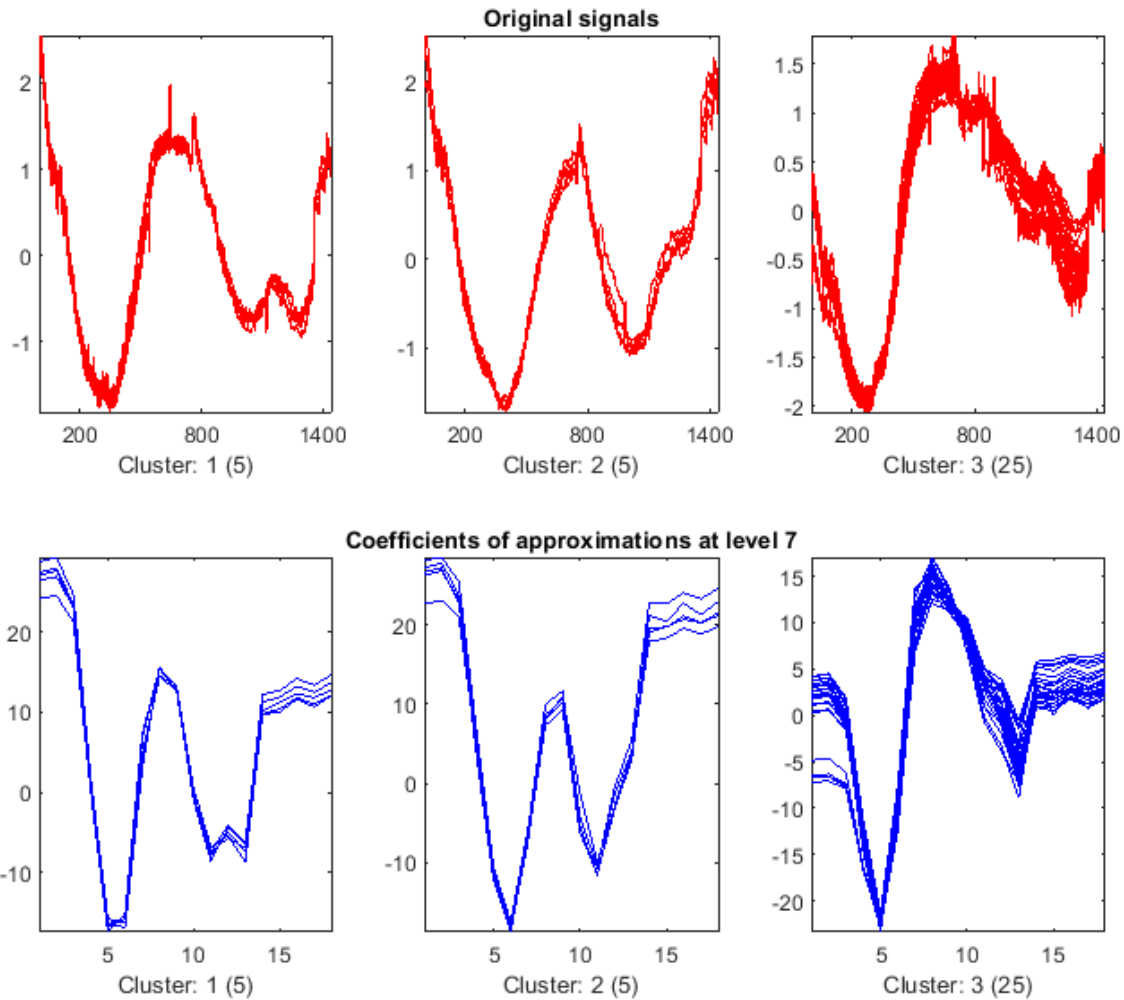 Original signals
2
1
0
-1
200 800 1400
Cluster: 1 (5)
2
1
0
-1
200 800 1400
Cluster: 2 (5)
1.5
1
0.5
0
-0.5
-1
-1.5
-2
200 800 1400
Cluster: 3 (25)
Coefficients of approximations at level 7
20
10
0
-10
5 10 15
Cluster: 1 (5)
20
10
0
-10
5 10 15
Cluster: 2 (5)
15
10
5
0
-5
-10
-15
-20
5 10 15
Cluster: 3 (25)